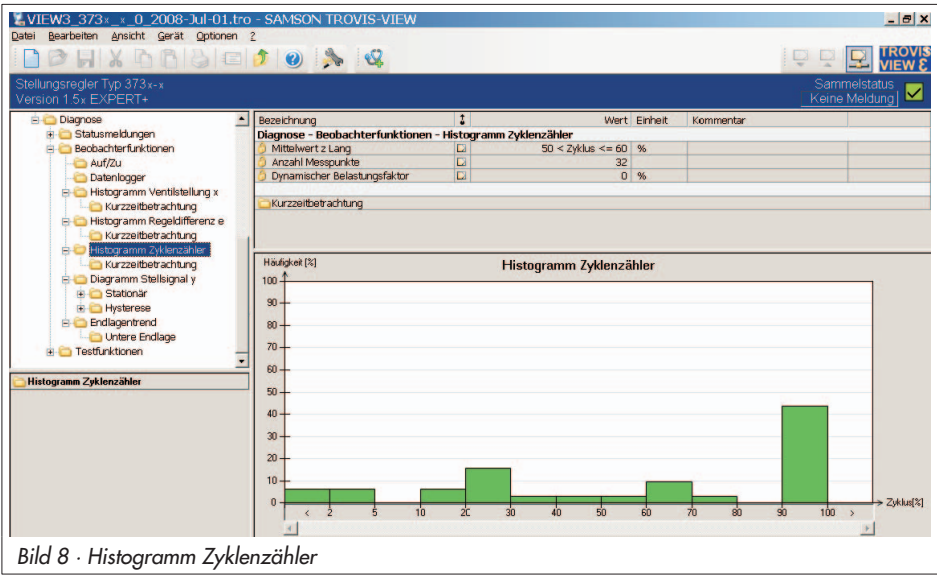 VIEW3_373x_x_0_2008-Jul-01.tro - SAMSON TROVIS-VIEW
Datei Bearbeiten Ansicht Gerät Optionen ?
TROVIS
VIEW 3
Stellungsregler Typ 373x-x
Version 1.5x EXPERT+
Sammelstatus
Keine Meldung
Diagnose
Statusmeldungen
Beobachterfunktionen
Auf/Zu
Datenlogger
Histogramm Ventilstellung x
Kurzzeitbetrachtung
Histogramm Regeldifferenz e
Kurzzeitbetrachtung
Histogramm Zyklenzähler
Kurzzeitbetrachtung
Diagramm Stellsignal y
Stationär
Hysterese
Endlagentrend
Untere Endlage
Testfunktionen
Histogramm Zyklenzähler
Bezeichnung Wert Einheit Kommentar
Diagnose - Beobachterfunktionen - Histogramm Zyklenzähler
Mittelwert z Lang 50 < Zyklus <= 60 %
Anzahl Messpunkte 32
Dynamischer Belastungsfaktor 0 %
Kurzzeitbetrachtung
Häufigkeit [%]
Histogramm Zyklenzähler
100
90
80
70
60
50
40
30
20
10
0
< 2 5 10 20 30 40 50 60 70 80 90 100 >
Zyklus[%]
Bild 8 · Histogramm Zyklenzähler